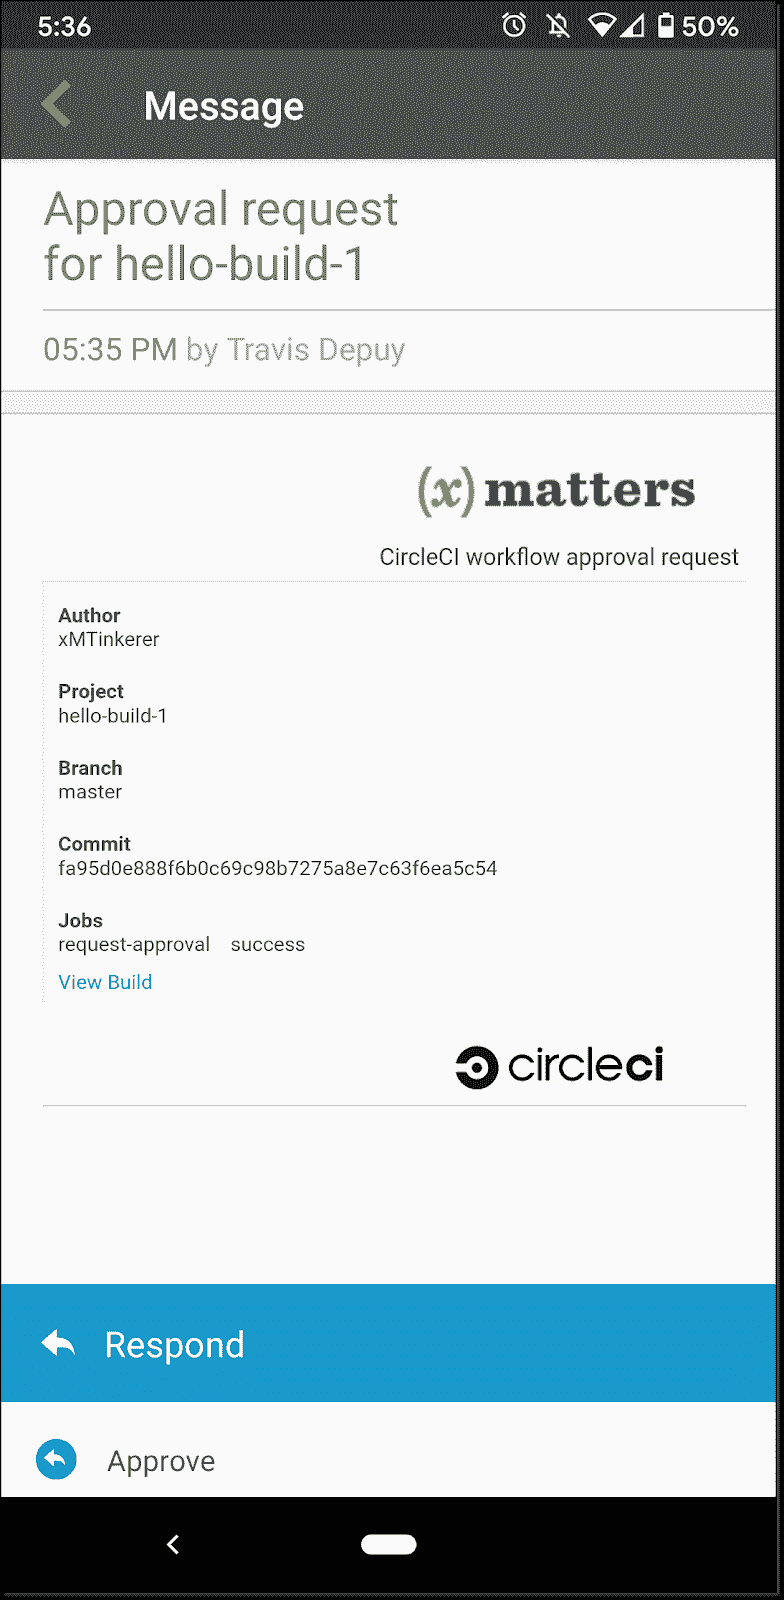 5:36 50%
Message
Approval request
for hello-build-1
05:35 PM by Travis Depuy
(x) matters
CircleCI workflow approval request
Author
xMTinkerer
Project
hello-build-1
Branch
master
Commit
fa95d0e888f6b0c69c98b7275a8e7c63f6ea5c54
Jobs
request-approval success
View Build
circleci
Respond
Approve